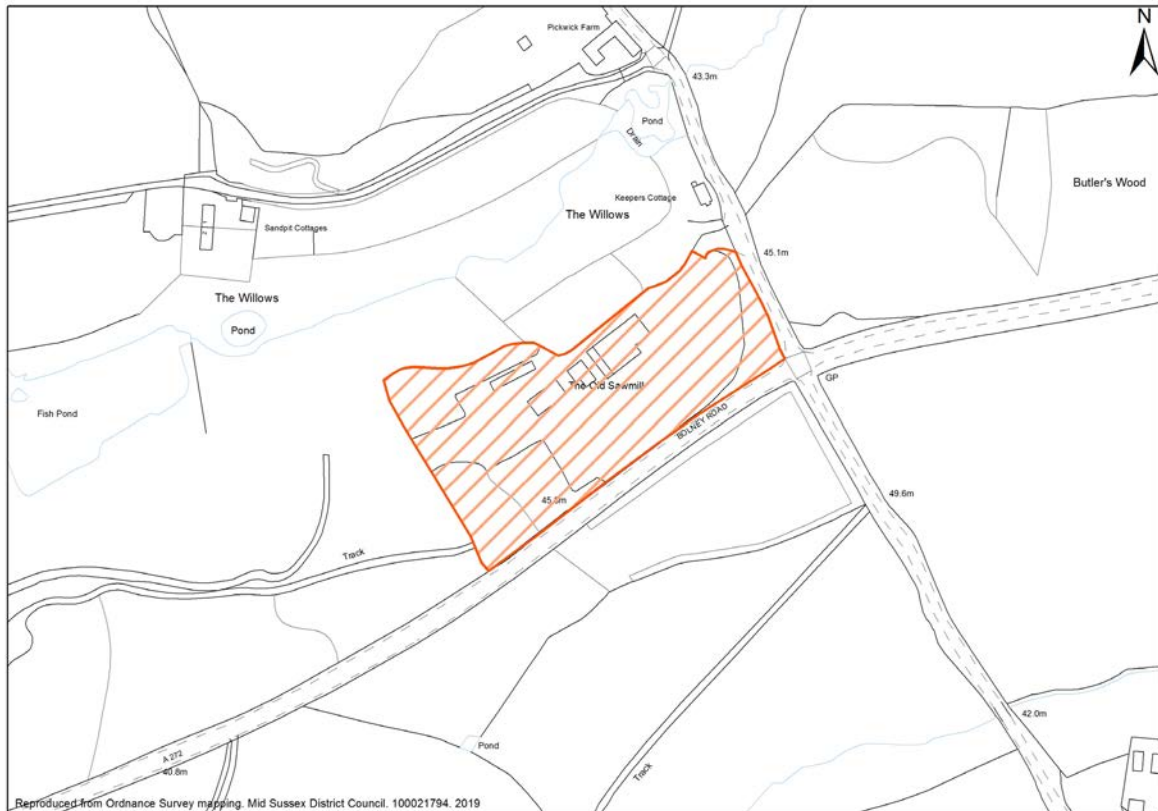 N
Pickwick Farm
43.3m
Pond
Drain
Butler's Wood
Keepers Cottage
The Willows
Sandpit Cottages
45.1m
The Willows
Pond
The Old Sawmill
GP
Fish Pond
BOLNEY ROAD
49.6m
Track
42.0m
Pond
A 272
40.8m
Track
Reproduced from Ordnance Survey mapping. Mid Sussex District Council. 100021794. 2019